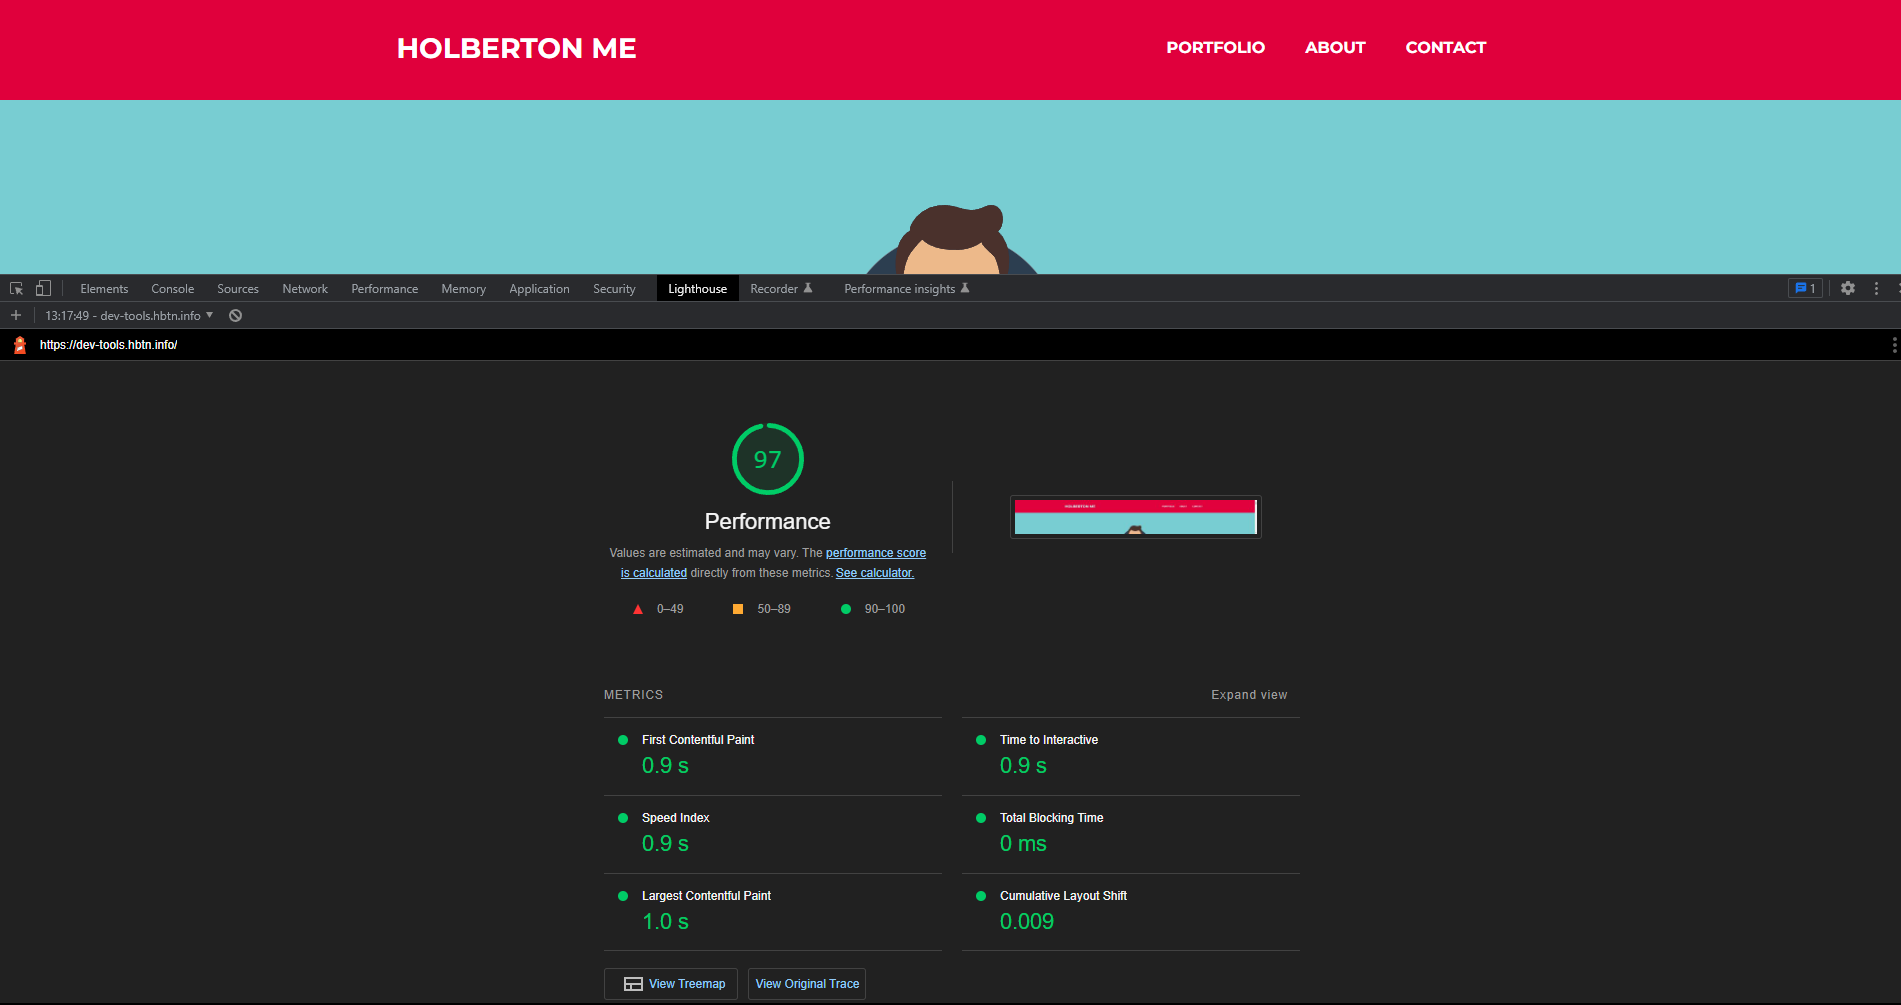 HOLBERTON ME
PORTFOLIO ABOUT CONTACT
Elements Console Sources Network Performance Memory Application Security Lighthouse Recorder Performance insights 1
13:17:49 - dev-tools.hbtn.info
https://dev-tools.hbtn.info/
97
Performance
Values are estimated and may vary. The performance score
is calculated directly from these metrics. See calculator.
0–49 50–89 90–100
METRICS
Expand view
First Contentful Paint
0.9 s
Time to Interactive
0.9 s
Speed Index
0.9 s
Total Blocking Time
0 ms
Largest Contentful Paint
1.0 s
Cumulative Layout Shift
0.009
View Treemap
View Original Trace